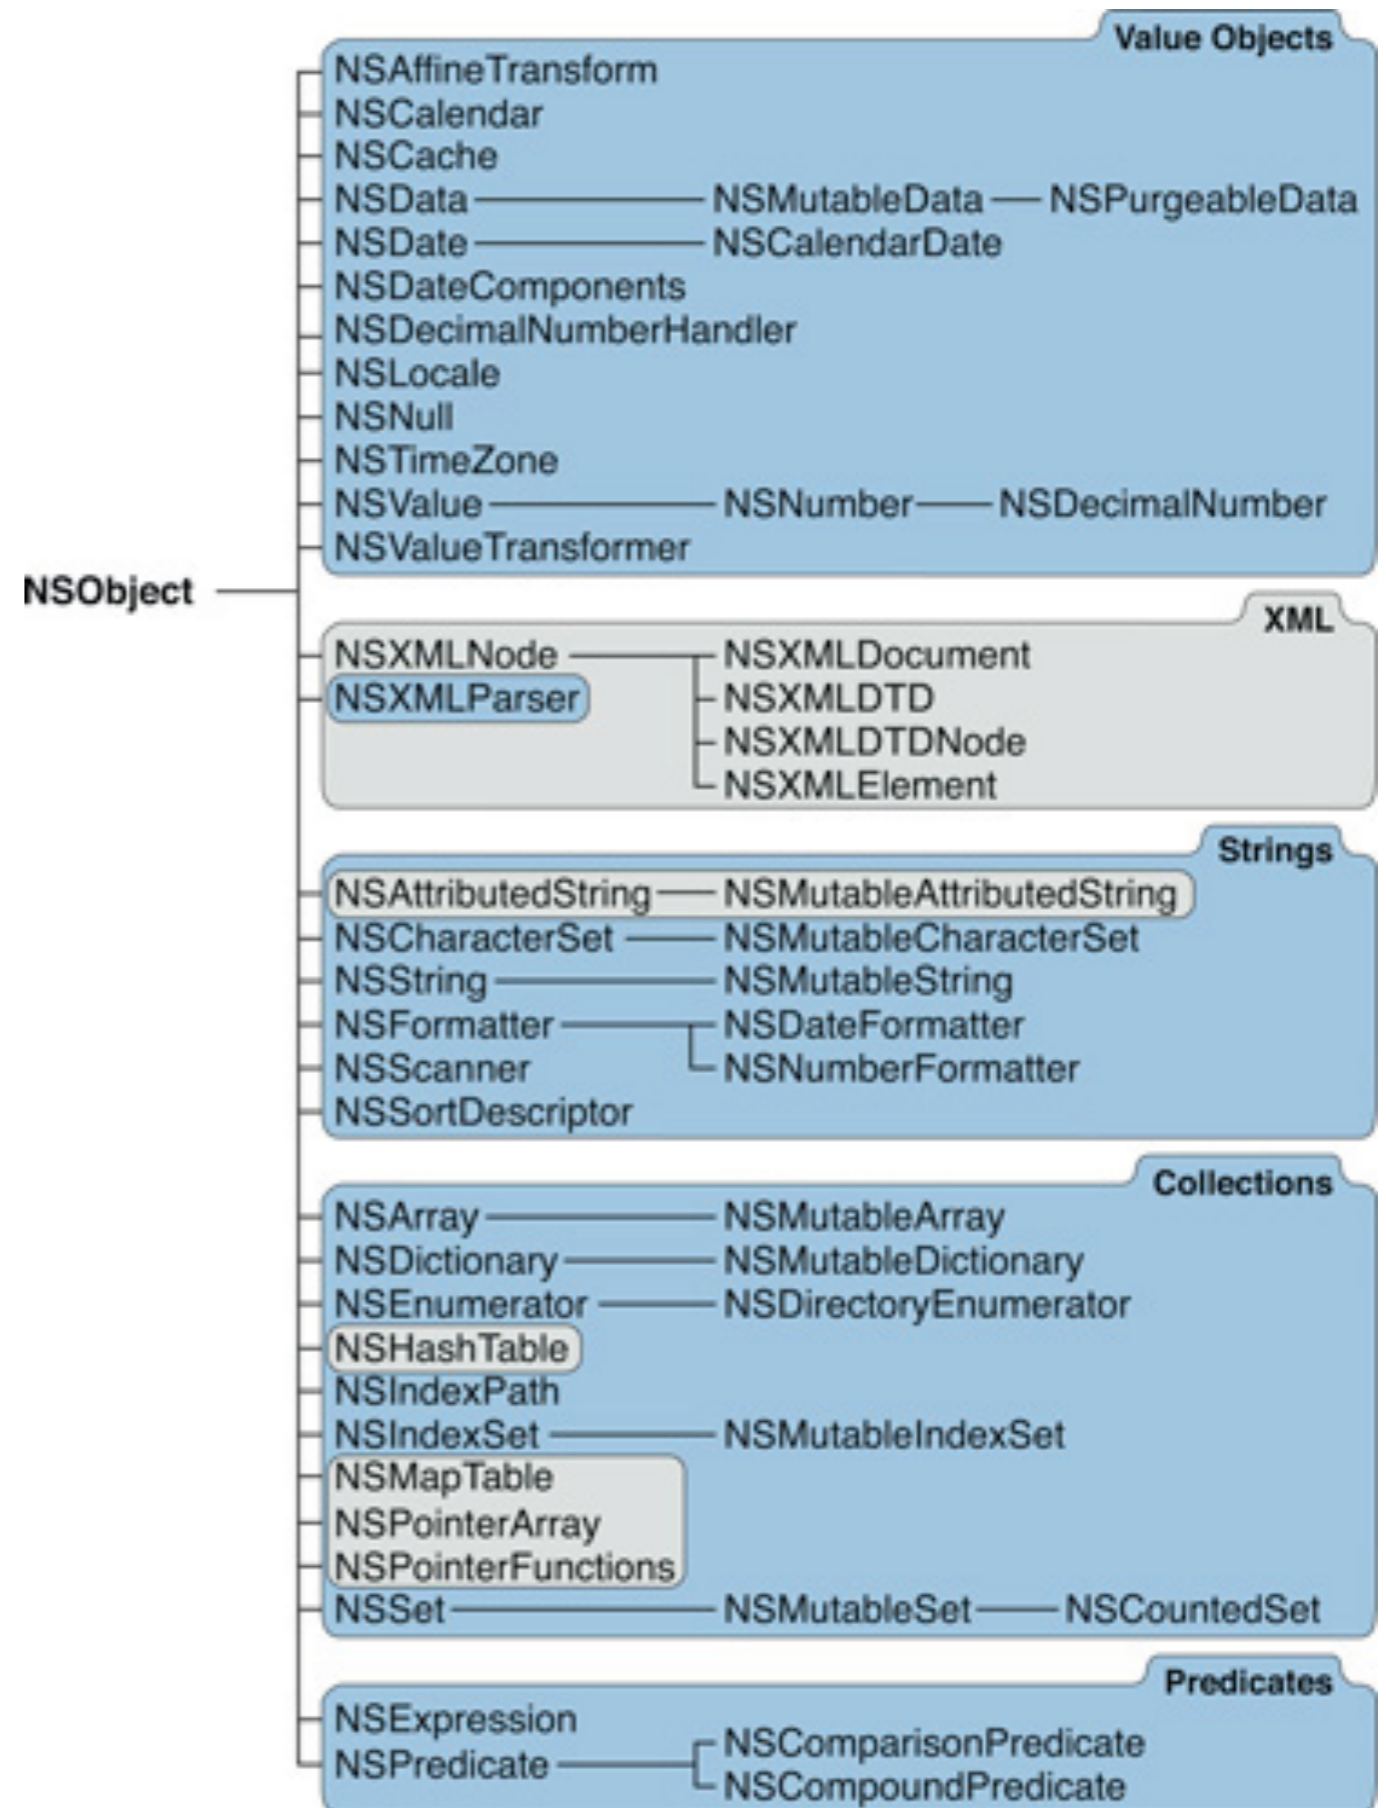 Value Objects
NSAffineTransform
NSCalendar
NSCache
NSData NSMutableData NSPurgeableData
NSDate NSCalendarDate
NSDateComponents
NSDecimalNumberHandler
NSLocale
NSNull
NSTimeZone
NSValue NSNumber NSDecimalNumber
NSValueTransformer
NSObject
XML
NSXMLNode NSXMLDocument
NSXMLParser NSXMLDTD
NSXMLDTDNode
NSXMLElement
Strings
NSAttributedString NSMutableAttributedString
NSCharacterSet NSMutableCharacterSet
NSString NSMutableString
NSFormatter NSDateFormatter
NSScanner NSNumberFormatter
NSSortDescriptor
Collections
NSArray NSMutableArray
NSDictionary NSMutableDictionary
NSEnumerator NSDirectoryEnumerator
NSHashTable
NSIndexPath
NSIndexSet NSMutableIndexSet
NSMapTable
NSPointerArray
NSPointerFunctions
NSSet NSMutableSet NSCountedSet
Predicates
NSExpression
NSPredicate NSComparisonPredicate
NSCompoundPredicate